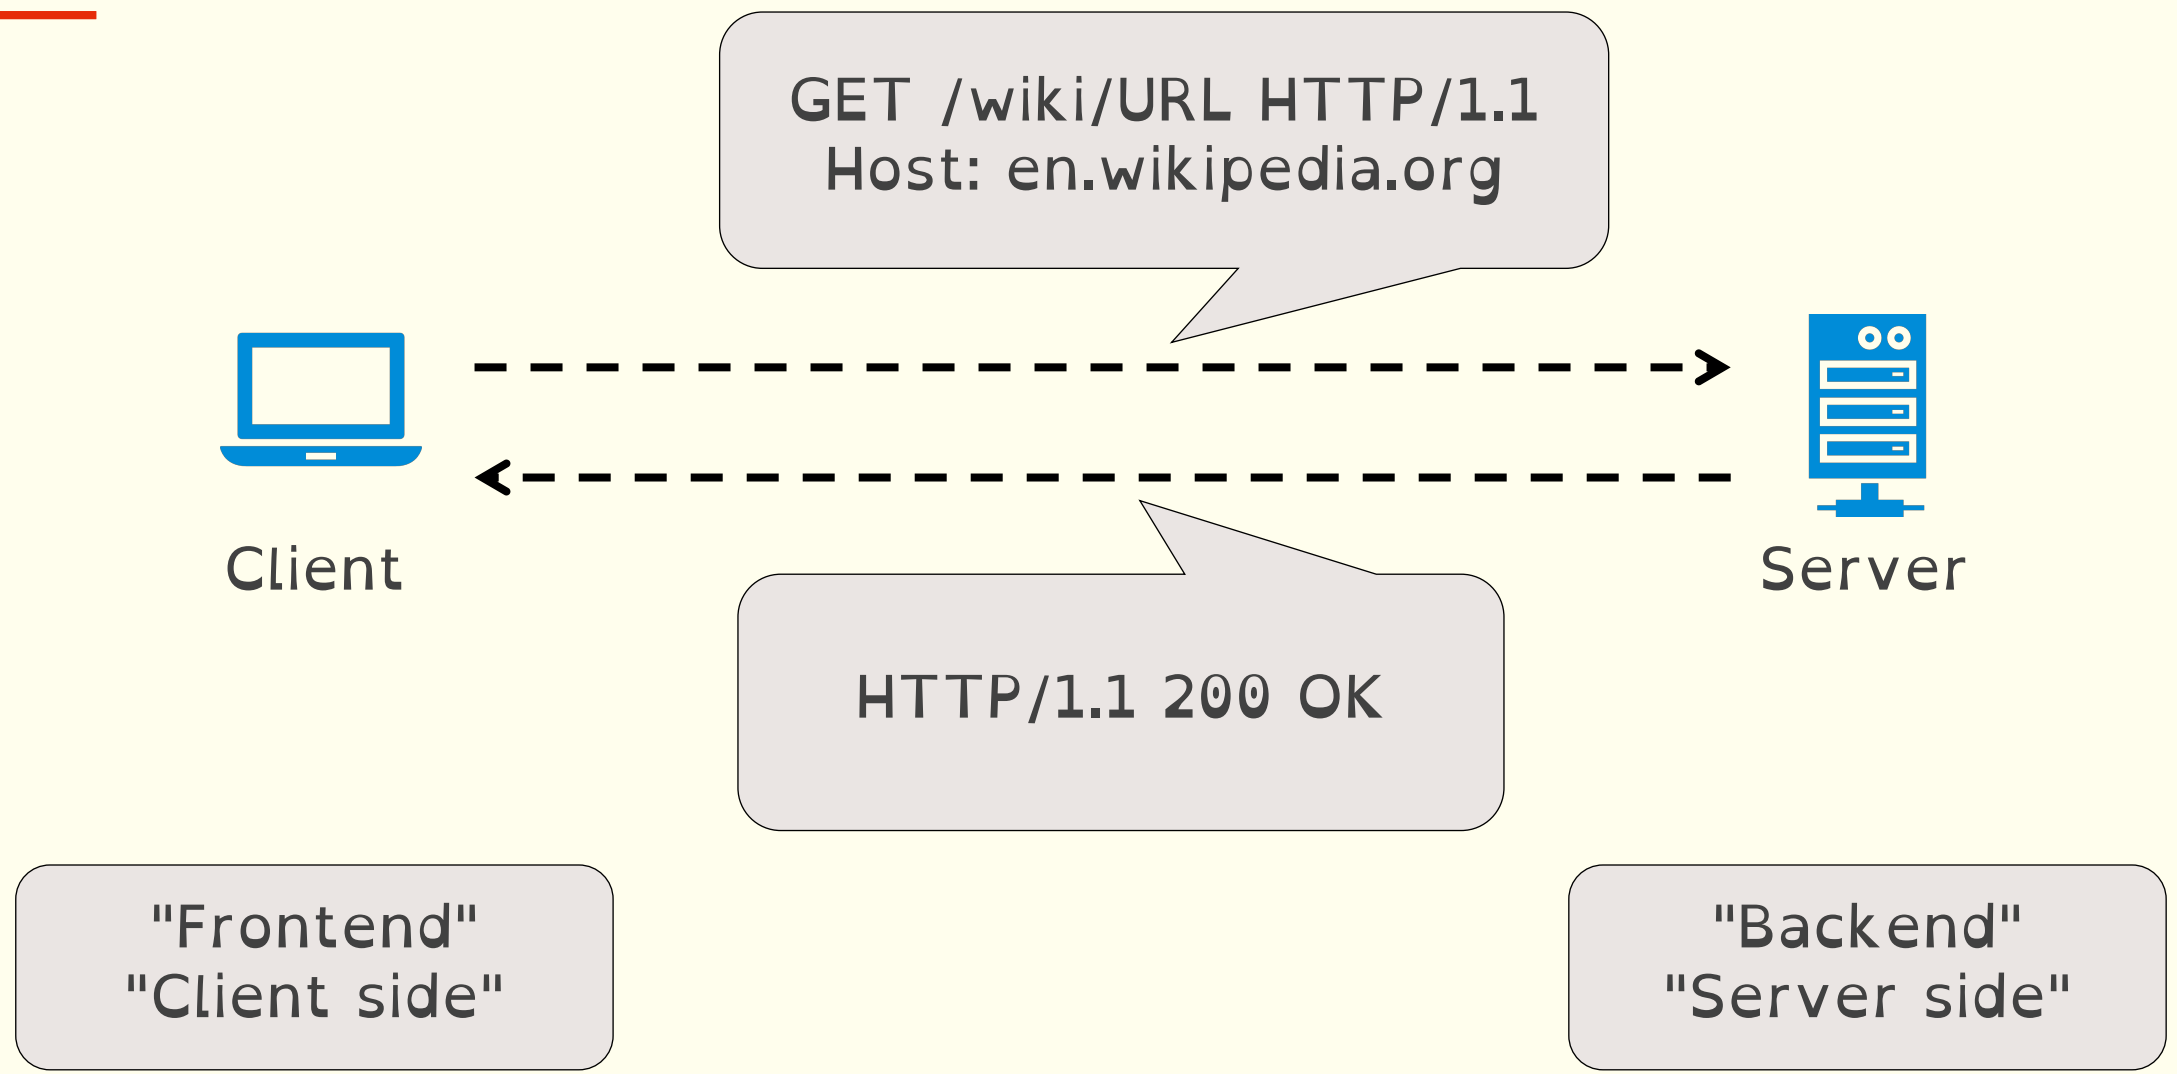 GET /wiki/URL HTTP/1.1
Host: en.wikipedia.org
Client
Server
HTTP/1.1 200 OK
"Frontend"
"Client side"
"Backend"
"Server side"